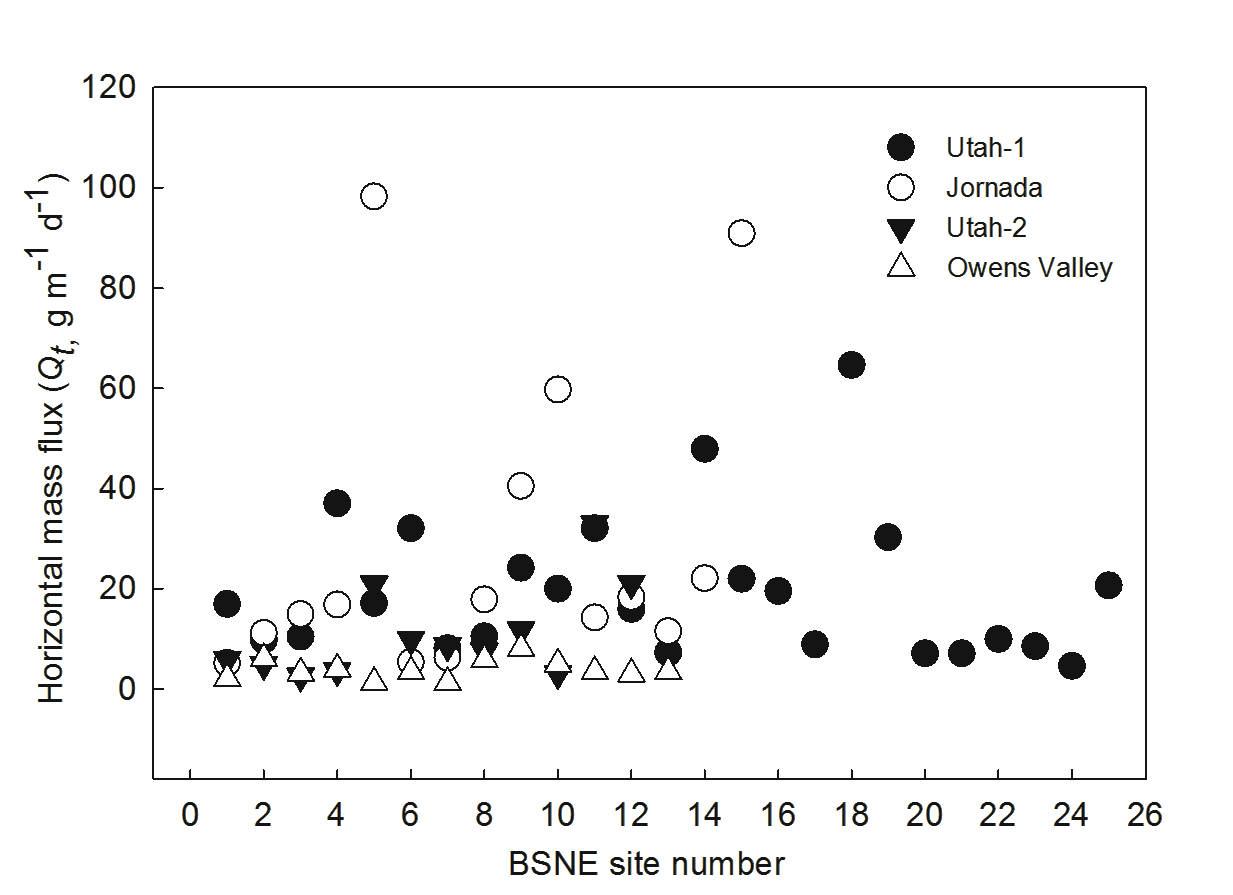 120
100
80
60
40
20
0
Horizontal mass flux (Qt, g m-1 d-1)
Utah-1
Jornada
Utah-2
Owens Valley
0 2 4 6 8 10 12 14 16 18 20 22 24 26
BSNE site number